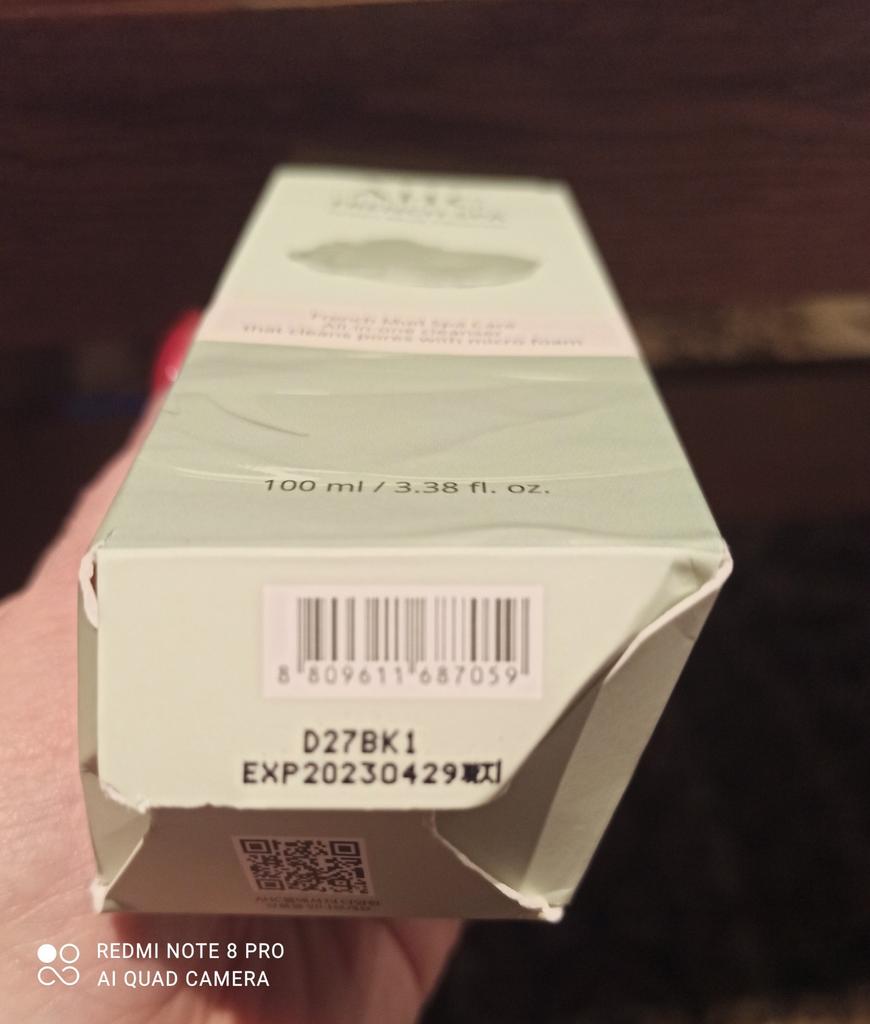 AHC
French Mud Spa Care
All-in-one cleanser
that cleans pores with micro foam
100 ml / 3.38 fl. oz.
8 809611 687059
D27BK1
EXP20230429까지
REDMI NOTE 8 PRO
AI QUAD CAMERA